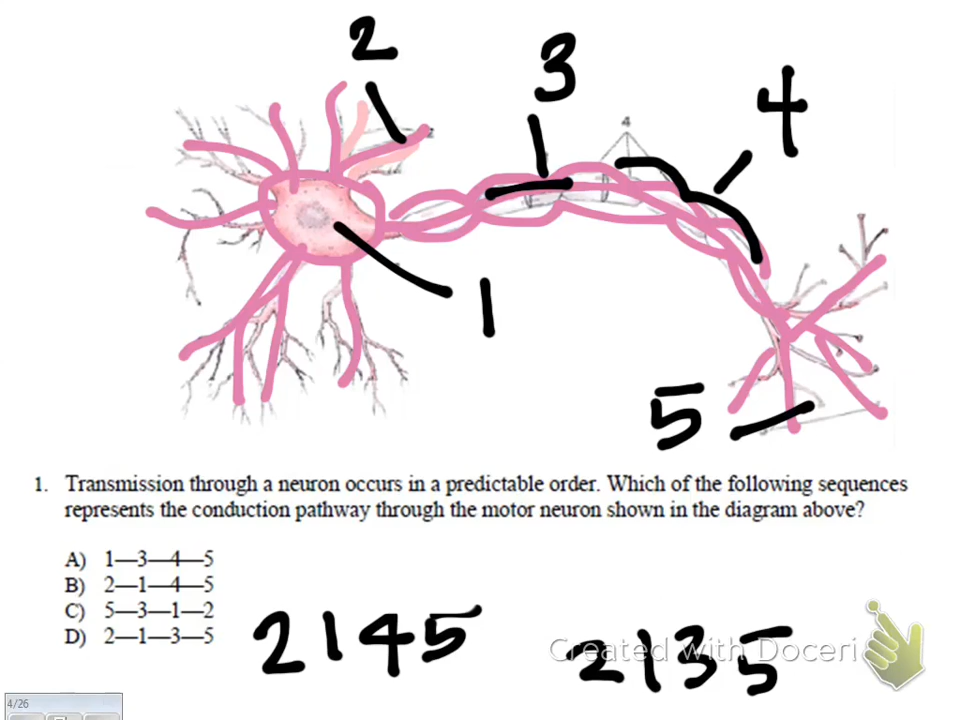 2
3
4
4
1
5
1. Transmission through a neuron occurs in a predictable order. Which of the following sequences
represents the conduction pathway through the motor neuron shown in the diagram above?
A) 1—3—4—5
B) 2—1—4—5
C) 5—3—1—2
D) 2—1—3—5
2145
2135
Created with Doceri
4/26